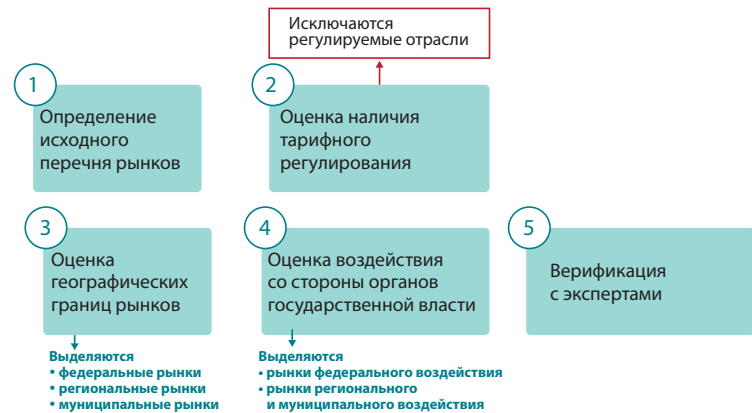 Исключаются
регулируемые отрасли
1
Определение
исходного
перечня рынков
2
Оценка наличия
тарифного
регулирования
3
Оценка
географических
границ рынков
4
Оценка воздействия
со стороны органов
государственной власти
5
Верификация
с экспертами
Выделяются
• федеральные рынки
• региональные рынки
• муниципальные рынки
Выделяются
• рынки федерального воздействия
• рынки регионального
и муниципального воздействия